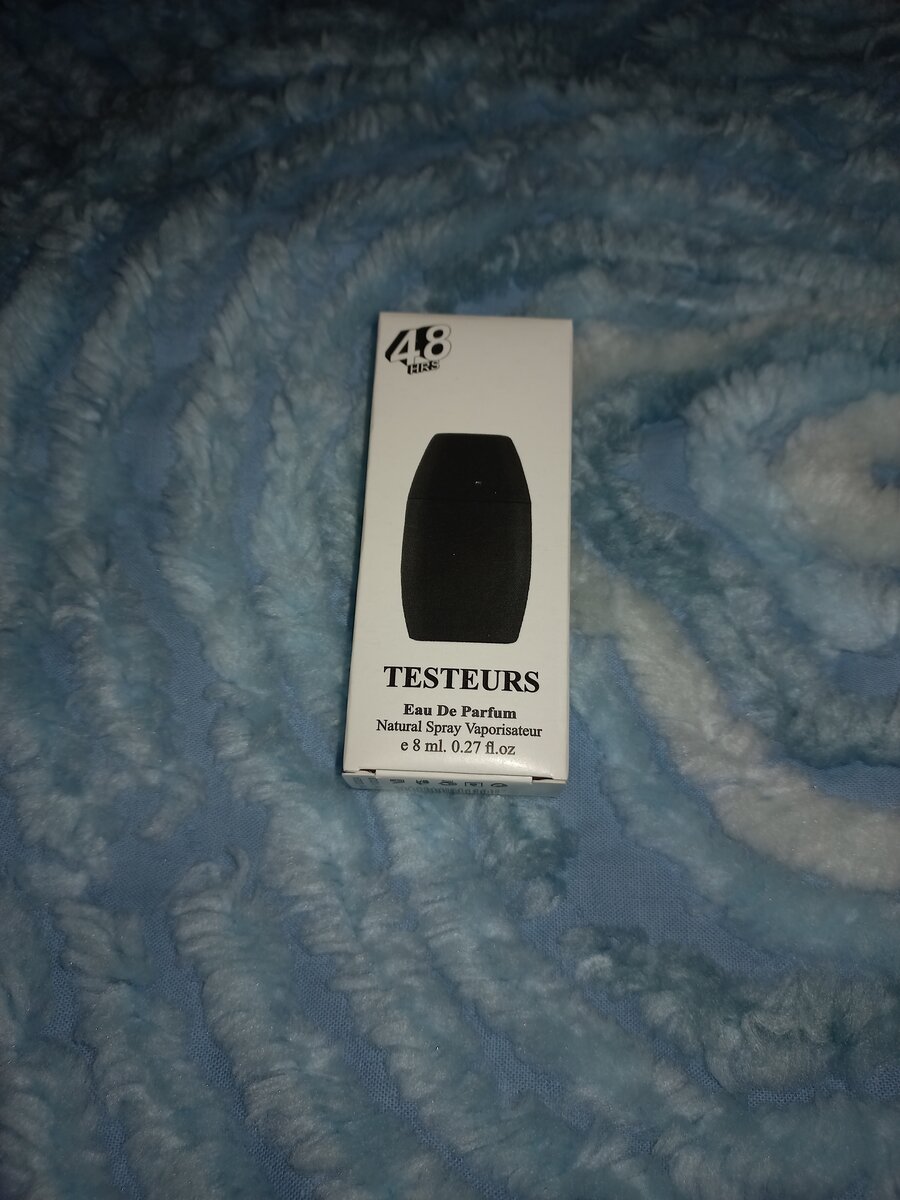 48
HRS
TESTEURS
Eau De Parfum
Natural Spray Vaporisateur
e 8 ml. 0.27 fl.oz